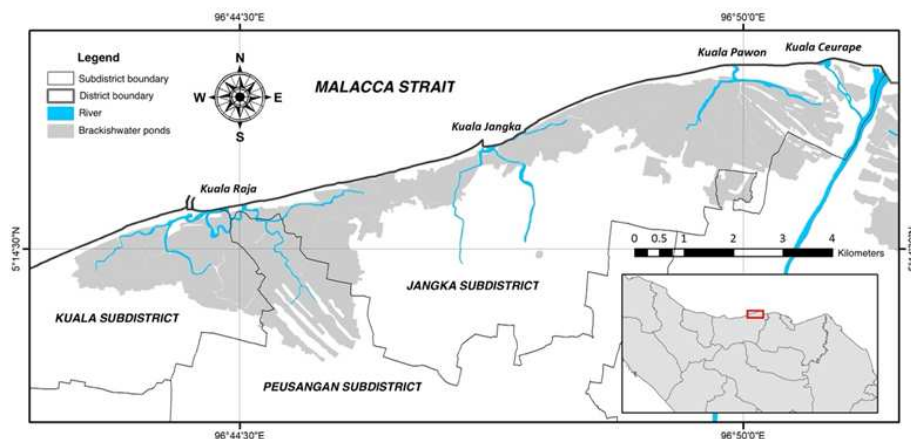 96°44'30"E
96°50'0"E
Legend
Subdistrict boundary
District boundary
River
Brackishwater ponds
N
W
E
S
MALACCA STRAIT
Kuala Pawon
Kuala Ceurape
Kuala Jangka
Kuala Raja
5°14'30"N
0 0.5 1 2 3 4
Kilometers
JANGKA SUBDISTRICT
KUALA SUBDISTRICT
PEUSANGAN SUBDISTRICT
96°44'30"E
96°50'0"E